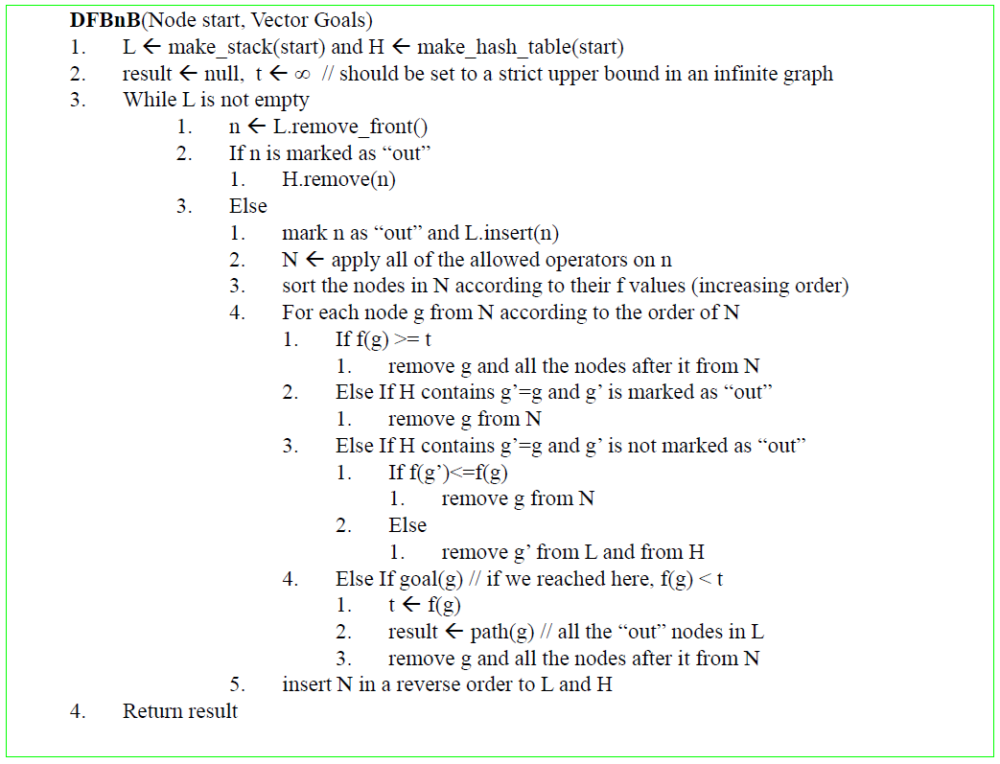 DFBnB(Node start, Vector Goals)
1. L ← make_stack(start) and H ← make_hash_table(start)
2. result ← null, t ← ∞ // should be set to a strict upper bound in an infinite graph
3. While L is not empty
1. n ← L.remove_front()
2. If n is marked as “out”
1. H.remove(n)
3. Else
1. mark n as “out” and L.insert(n)
2. N ← apply all of the allowed operators on n
3. sort the nodes in N according to their f values (increasing order)
4. For each node g from N according to the order of N
1. If f(g) >= t
1. remove g and all the nodes after it from N
2. Else If H contains g’=g and g’ is marked as “out”
1. remove g from N
3. Else If H contains g’=g and g’ is not marked as “out”
1. If f(g’)<=f(g)
1. remove g from N
2. Else
1. remove g’ from L and from H
4. Else If goal(g) // if we reached here, f(g) < t
1. t ← f(g)
2. result ← path(g) // all the “out” nodes in L
3. remove g and all the nodes after it from N
5. insert N in a reverse order to L and H
4. Return result